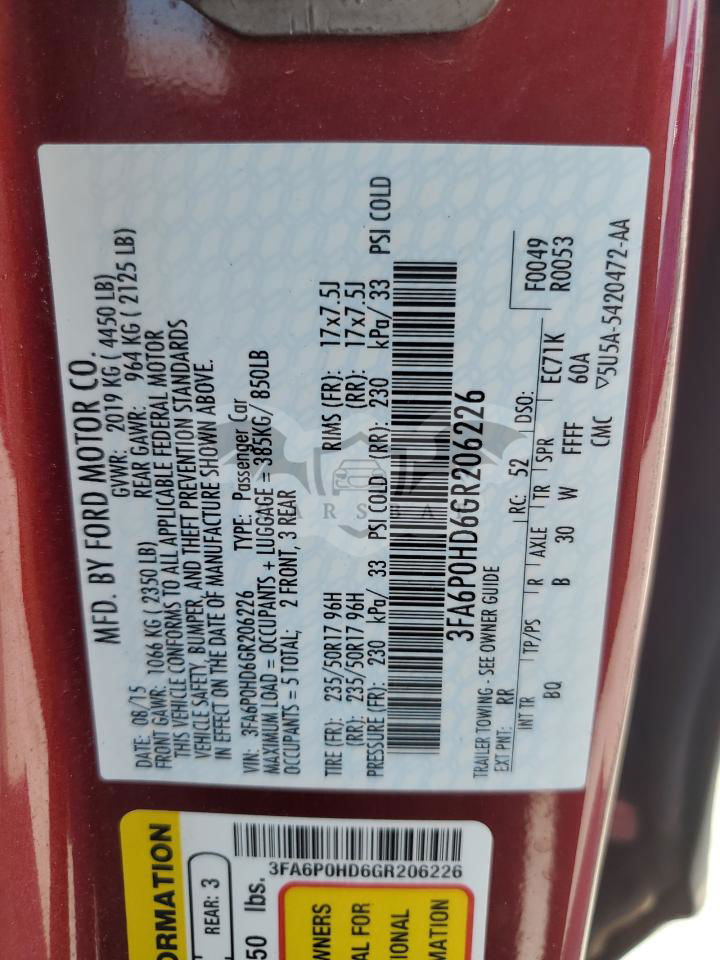 MFD. BY FORD MOTOR CO.
DATE: 08/15 GVWR: 2019 KG ( 4450 LB)
FRONT GAWR: 1066 KG ( 2350 LB) REAR GAWR: 964 KG ( 2125 LB)
THIS VEHICLE CONFORMS TO ALL APPLICABLE FEDERAL MOTOR
VEHICLE SAFETY, BUMPER, AND THEFT PREVENTION STANDARDS
IN EFFECT ON THE DATE OF MANUFACTURE SHOWN ABOVE.
VIN: 3FA6P0HD6GR206226 TYPE: Passenger Car
MAXIMUM LOAD = OCCUPANTS + LUGGAGE = 385KG/ 850LB
OCCUPANTS = 5 TOTAL; 2 FRONT, 3 REAR
TIRE (FR): 235/50R17 96H RIMS (FR): 17x7.5J
(RR): 235/50R17 96H (RR): 17x7.5J
PRESSURE (FR): 230 kPa/ 33 PSI COLD (RR): 230 kPa/ 33 PSI COLD
3FA6P0HD6GR206226
TRAILER TOWING - SEE OWNER GUIDE
EXT PNT: RR RC: 52 DSO: F0049
R0053
INT TR TP/PS R AXLE TR SPR EC71K
BQ B 30 W FFFF 60A
CMC ▽5U5A-5420472-AA
ORMATION
REAR: 3
50 lbs.
3FA6P0HD6GR206226
WNERS
AL FOR
IONAL
MATION